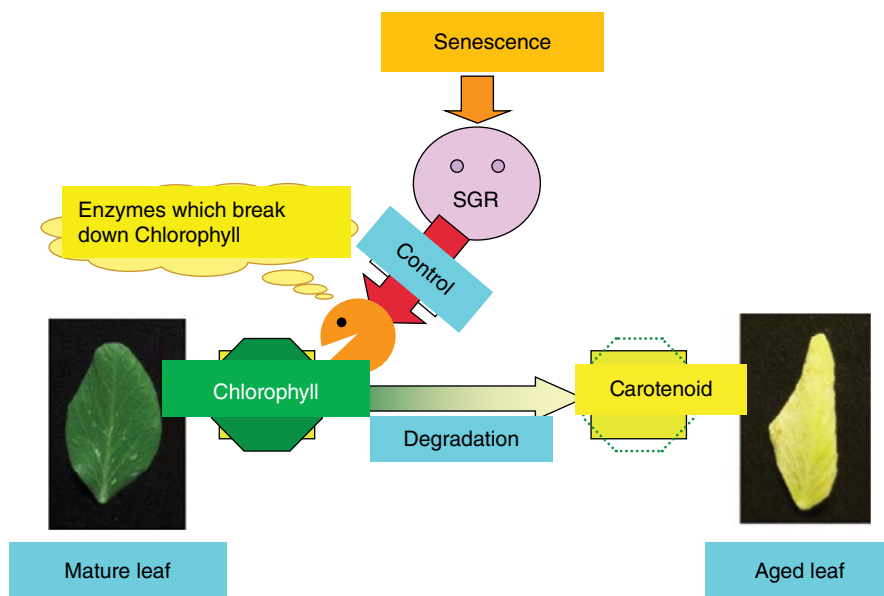 Senescence
SGR
Enzymes which break
down Chlorophyll
Control
Chlorophyll
Carotenoid
Degradation
Mature leaf
Aged leaf